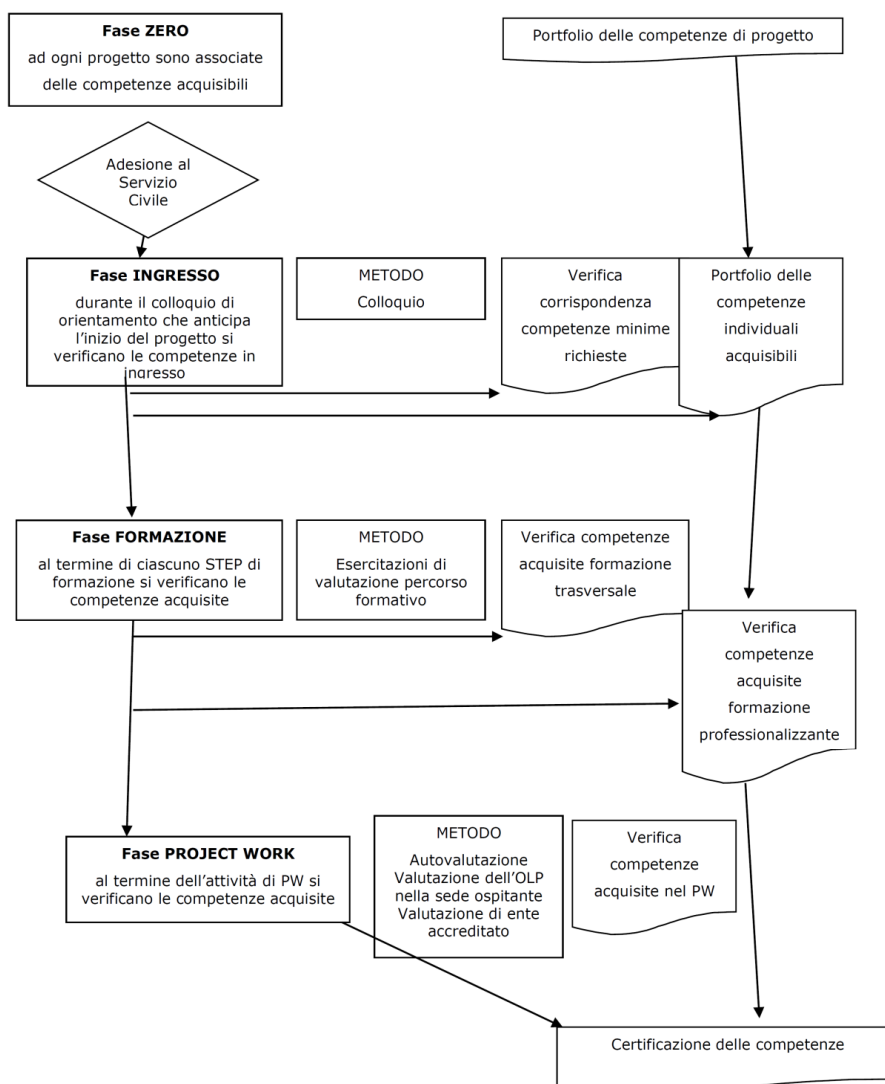 Fase ZERO
ad ogni progetto sono associate
delle competenze acquisibili
Portfolio delle competenze di progetto
Adesione al
Servizio
Civile
Fase INGRESSO
durante il colloquio di
orientamento che anticipa
l’inizio del progetto si
verificano le competenze in
ingresso
METODO
Colloquio
Verifica
corrispondenza
competenze minime
richieste
Portfolio delle
competenze
individuali
acquisibili
Fase FORMAZIONE
al termine di ciascuno STEP di
formazione si verificano le
competenze acquisite
METODO
Esercitazioni di
valutazione percorso
formativo
Verifica competenze
acquisite formazione
trasversale
Verifica
competenze
acquisite
formazione
professionalizzante
Fase PROJECT WORK
al termine dell’attività di PW si
verificano le competenze acquisite
METODO
Autovalutazione
Valutazione dell’OLP
nella sede ospitante
Valutazione di ente
accreditato
Verifica
competenze
acquisite nel PW
Certificazione delle competenze